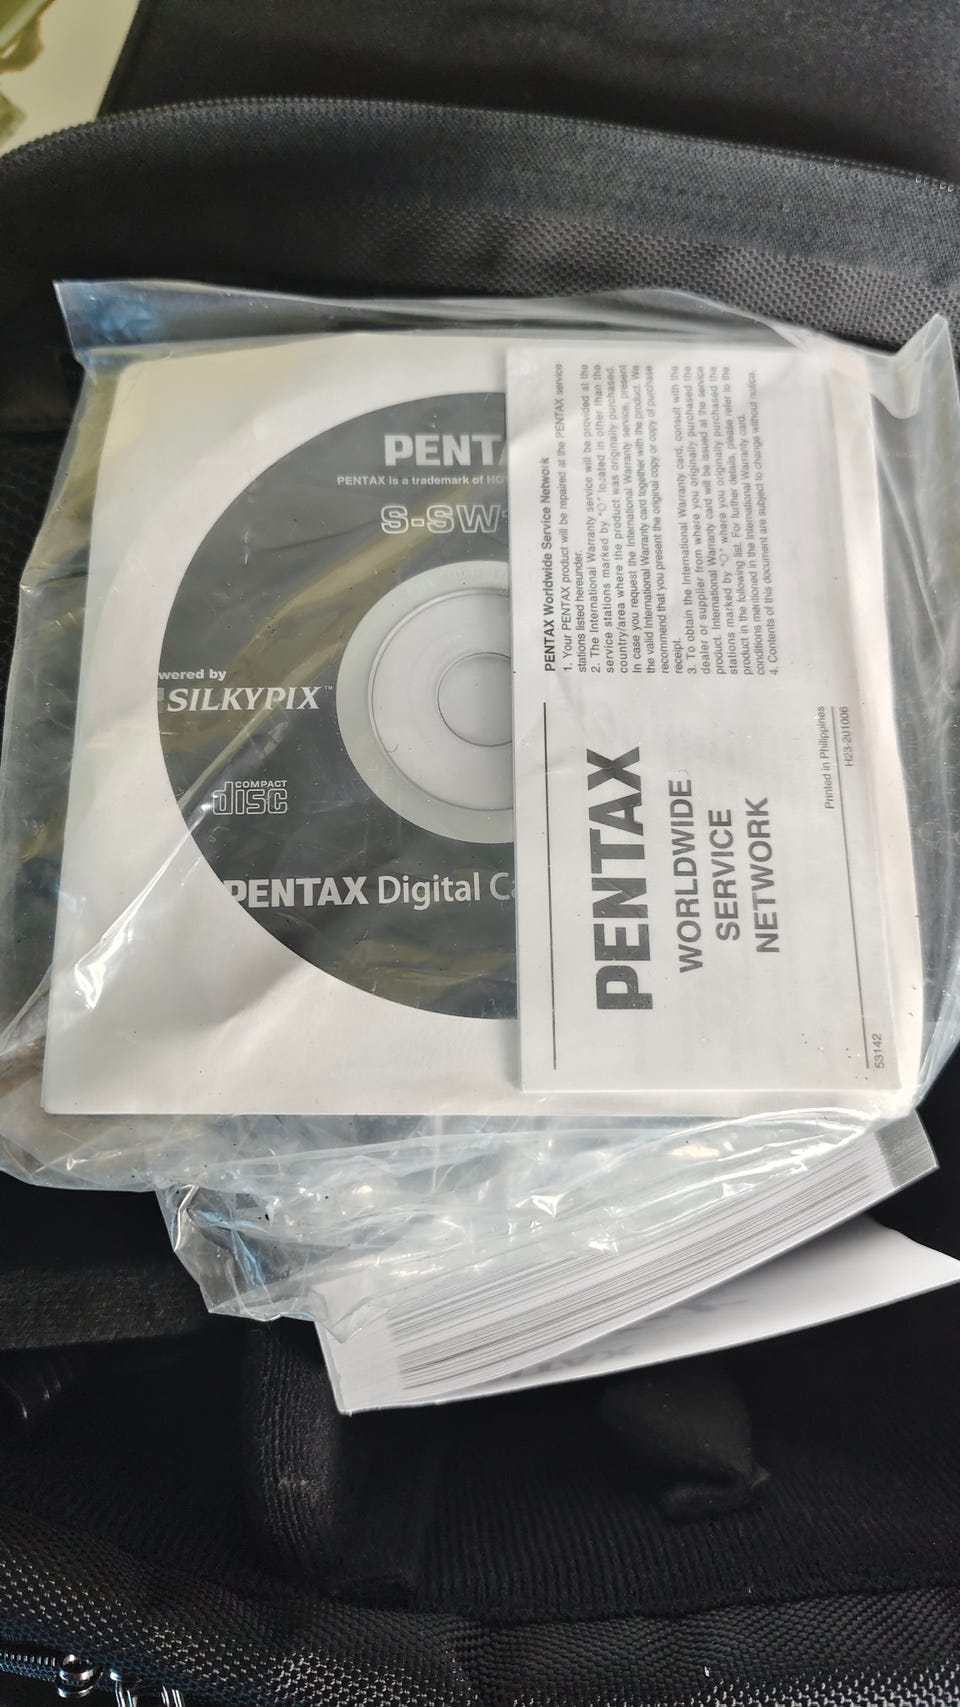 PENTA
PENTAX is a trademark of HO
S-SW
wered by
SILKYPIX™
COMPACT
disc
PENTAX Digital Ca
PENTAX Worldwide Service Network
1. Your PENTAX product will be repaired at the PENTAX service
stations listed hereunder.
2. The International Warranty service will be provided at the
service stations marked by "O" located in other than the
country/area where the product was originally purchased.
In case you request the International Warranty service, present
the valid International Warranty card together with the product. We
recommend that you present the original copy or copy of purchase
receipt.
3. To obtain the International Warranty card, consult with the
dealer or supplier from where you originally purchased the
product. International Warranty card will be issued at the service
stations marked by "O" where you originally purchased the
product in the following list. For further details, please refer to the
conditions mentioned in the International Warranty card.
4. Contents of this document are subject to change without notice.
PENTAX
WORLDWIDE
SERVICE
NETWORK
Printed in Philippines
H23-201006
53142